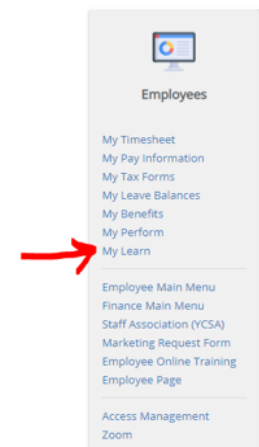 Employees
My Timesheet
My Pay Information
My Tax Forms
My Leave Balances
My Benefits
My Perform
My Learn
Employee Main Menu
Finance Main Menu
Staff Association (YCSA)
Marketing Request Form
Employee Online Training
Employee Page
Access Management
Zoom